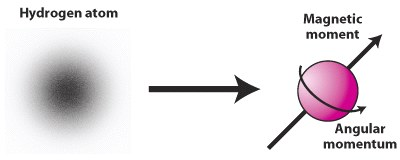 Hydrogen atom
Magnetic
moment
Angular
momentum